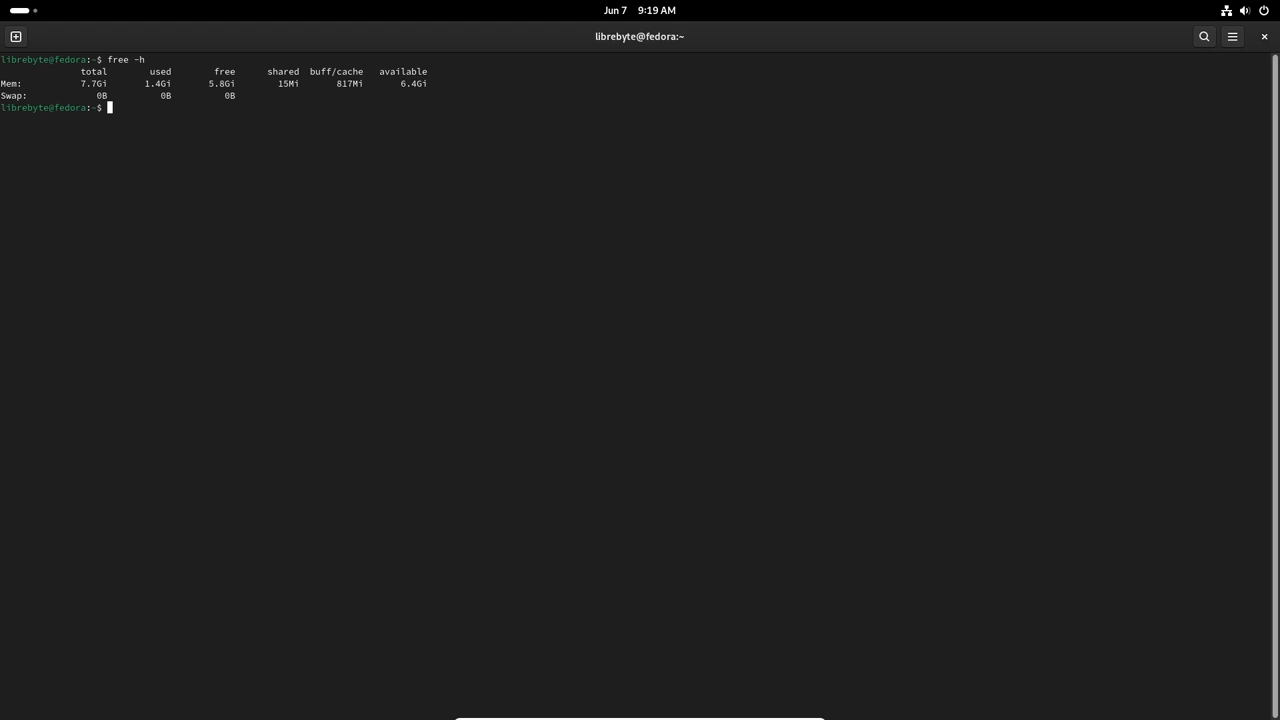 Jun 7 9:19 AM
librebyte@fedora:~
librebyte@fedora:~$ free -h
total used free shared buff/cache available
Mem: 7.7Gi 1.4Gi 5.8Gi 15Mi 817Mi 6.4Gi
Swap: 0B 0B 0B
librebyte@fedora:~$